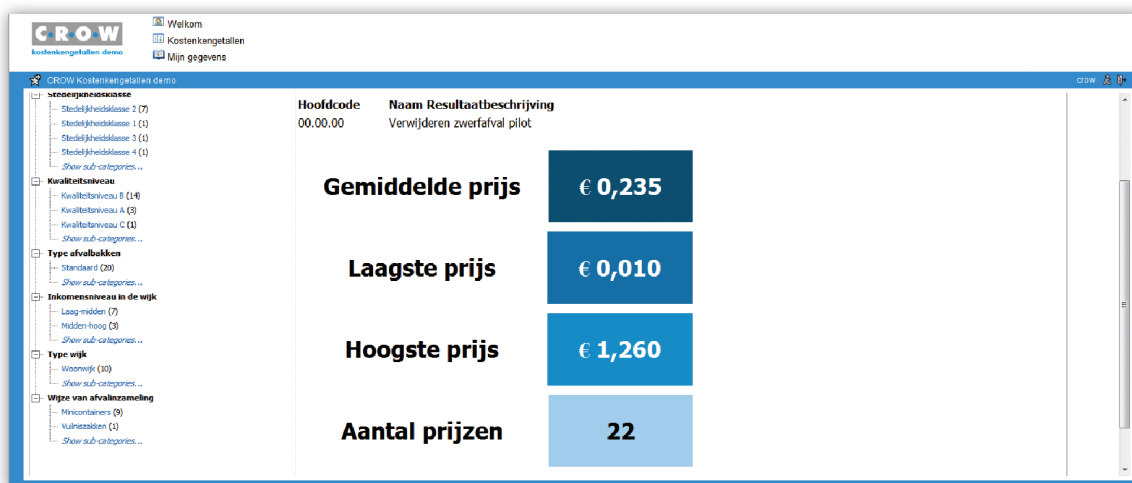 C·R·O·W
kostenkengetallen demo
Welkom
Kostenkengetallen
Mijn gegevens
CROW Kostenkengetallen demo
crow
Stedelijkheidsklasse
Stedelijkheidsklasse 2 (7)
Stedelijkheidsklasse 1 (1)
Stedelijkheidsklasse 3 (1)
Stedelijkheidsklasse 4 (1)
Show sub-categories...
Kwaliteitsniveau
Kwaliteitsniveau B (14)
Kwaliteitsniveau A (3)
Kwaliteitsniveau C (1)
Show sub-categories...
Type afvalbakken
Standaard (20)
Show sub-categories...
Inkomensniveau in de wijk
Laag-midden (7)
Midden-hoog (3)
Show sub-categories...
Type wijk
Woonwijk (10)
Show sub-categories...
Wijze van afvalinzameling
Minicontainers (9)
Vuilniszakken (1)
Show sub-categories...
Hoofdcode Naam Resultaatbeschrijving
00.00.00 Verwijderen zwerfafval pilot
Gemiddelde prijs € 0,235
Laagste prijs € 0,010
Hoogste prijs € 1,260
Aantal prijzen 22